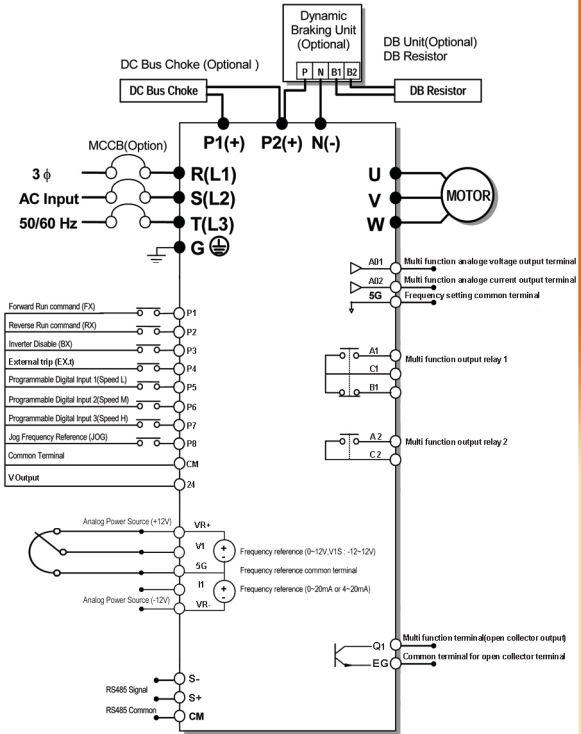 Dynamic
Braking Unit
(Optional)
P N B1 B2
DB Unit(Optional)
DB Resistor
DC Bus Choke (Optional )
DC Bus Choke
DB Resistor
P1(+) P2(+) N(-)
MCCB(Option)
3 ϕ
AC Input
50/60 Hz
R(L1)
S(L2)
T(L3)
G
U
V
W
MOTOR
A01 Multi function analoge voltage output terminal
A02 Multi function analoge current output terminal
5G Frequency setting common terminal
Forward Run command (FX)
P1
Reverse Run command (RX)
P2
Inverter Disable (BX)
P3
External trip (EX.t)
P4
Programmable Digital Input 1(Speed L)
P5
Programmable Digital Input 2(Speed M)
P6
Programmable Digital Input 3(Speed H)
P7
Jog Frequency Reference (JOG)
P8
Common Terminal
CM
V Output
24
A1
C1
B1
Multi function output relay 1
A 2
C 2
Multi function output relay 2
Analog Power Source (+12V)
VR+
V1
+
-
Frequency reference (0~12V,V1S : -12~12V)
5G
Frequency reference common terminal
I1
+
-
Frequency reference (0~20mA or 4~20mA)
Analog Power Source (-12V)
VR-
Q1 Multi function terminal(open collector output)
EG Common terminal for open collector terminal
S-
RS485 Signal
S+
RS485 Common
CM